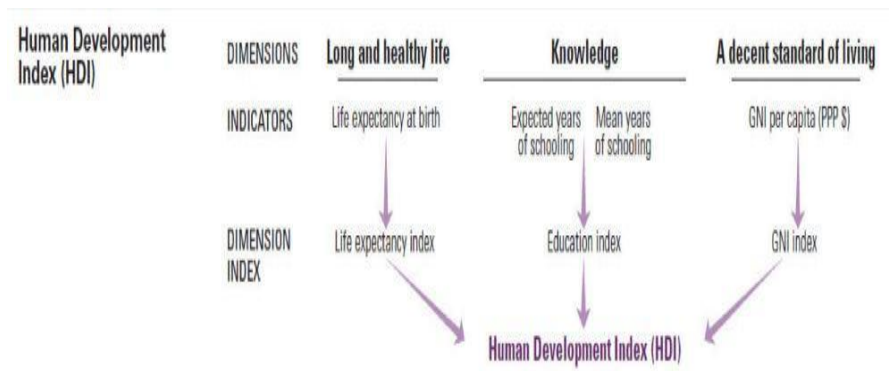 Human Development
Index (HDI)
DIMENSIONS Long and healthy life Knowledge A decent standard of living
INDICATORS Life expectancy at birth Expected years Mean years GNI per capita (PPP $)
of schooling of schooling
DIMENSION Life expectancy index Education index GNI index
INDEX
Human Development Index (HDI)